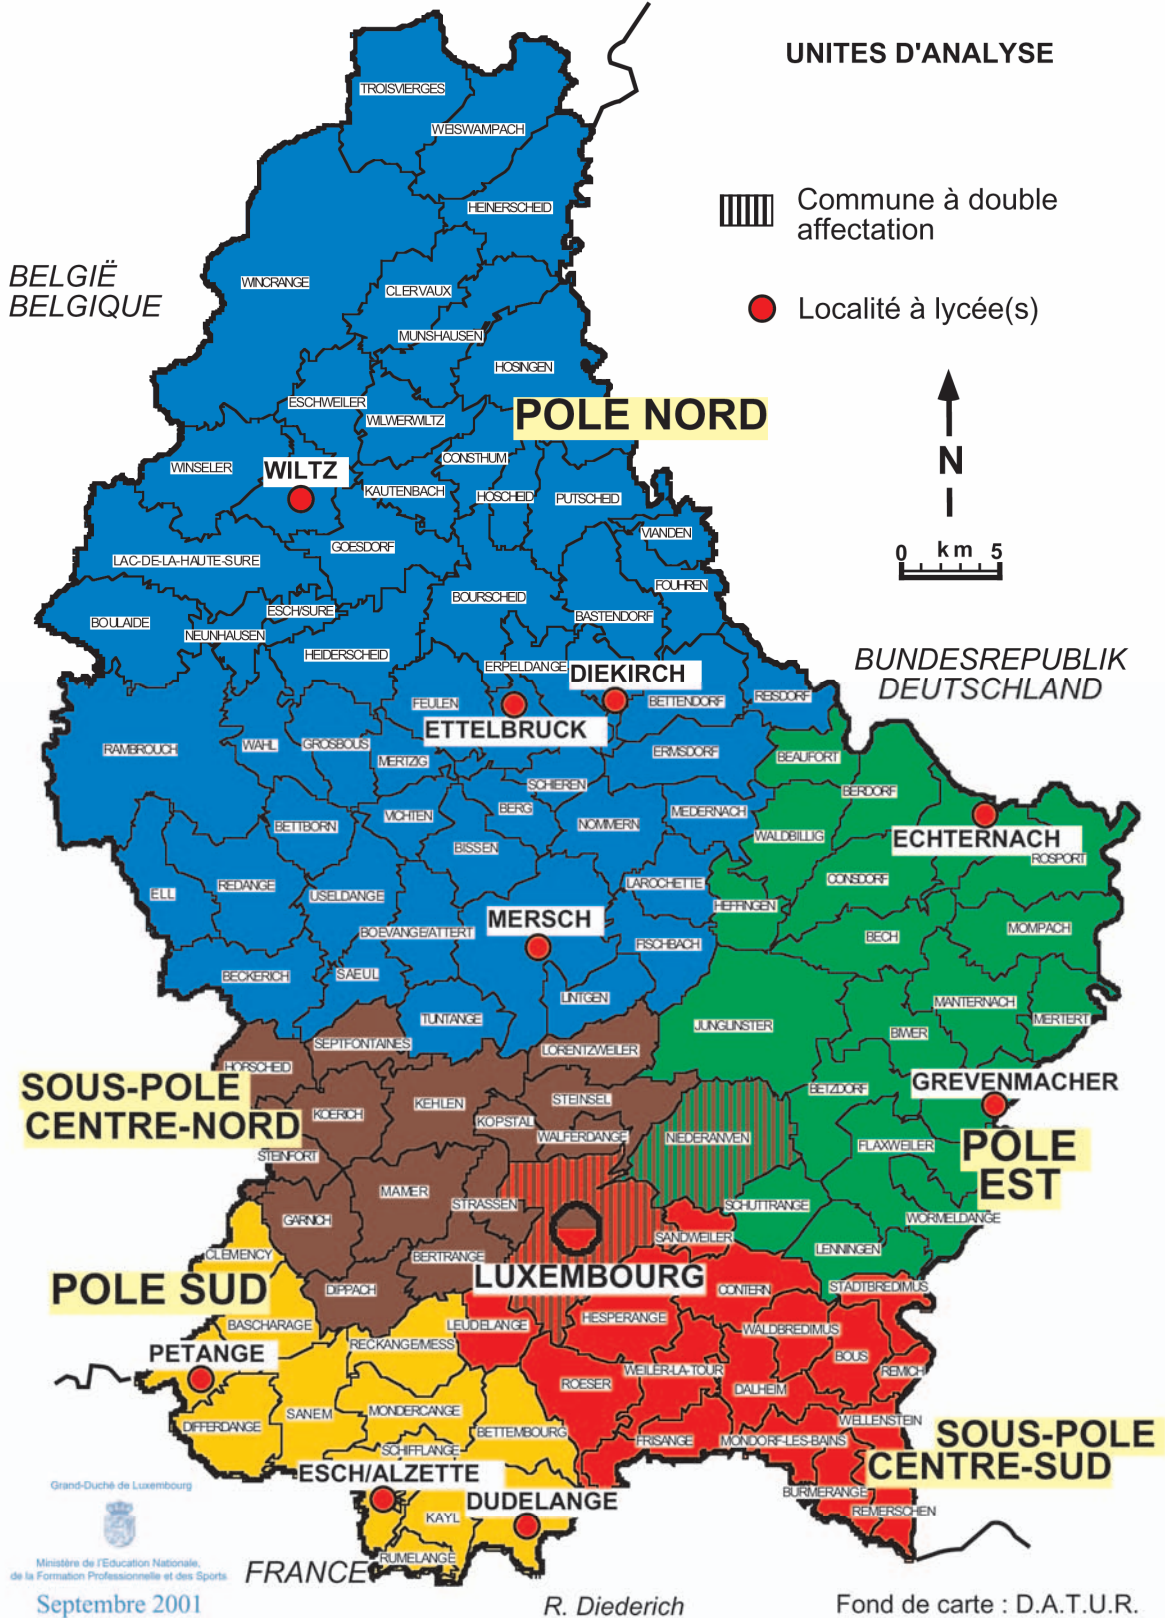 UNITES D'ANALYSE
TROISVIERGES
WEISWAMPACH
Commune à double
affectation
HEINERSCHEID
BELGIË
BELGIQUE
WINCRANGE
CLERVAUX
Localité à lycée(s)
MUNSHAUSEN
HOSINGEN
ESCHWEILER
WILWERWILTZ
POLE NORD
N
WINSELER
WILTZ
CONSTHUM
KAUTENBACH
HOSCHEID
PUTSCHEID
VIANDEN
GOESDORF
0 km 5
LAC-DE-LA-HAUTE-SURE
FOUHREN
BOURSCHEID
ESCH/SURE
BASTENDORF
BOULAIDE
NEUNHAUSEN
HEIDERSCHEID
ERPELDANGE
DIEKIRCH
BUNDESREPUBLIK
DEUTSCHLAND
FEULEN
BETTENDORF
REISDORF
ETTELBRUCK
RAMBROUCH
WAHL
GROSBOUS
MERTZIG
ERMSDORF
BEAUFORT
SCHIEREN
BERDORF
VICHTEN
BERG
MEDERNACH
BETTBORN
NOMMERN
WALDBILLIG
ECHTERNACH
BISSEN
ROSPORT
ELL
REDANGE
USELDANGE
LAROCHETTE
CONSDORF
HEFFINGEN
MERSCH
BOEVANGE/ATTERT
FISCHBACH
BECH
MOMPACH
BECKERICH
SAEUL
LINTGEN
MANTERNACH
TUNTANGE
JUNGLINSTER
BIWER
MERTERT
SEPTFONTAINES
LORENTZWEILER
HOBSCHEID
SOUS-POLE
CENTRE-NORD
KOERICH
KEHLEN
STEINSEL
BETZDORF
GREVENMACHER
KOPSTAL
WALFERDANGE
NIEDERANVEN
FLAXWEILER
POLE
EST
STEINFORT
MAMER
STRASSEN
SCHUTTRANGE
GARNICH
WORMELDANGE
SANDWEILER
CLEMENCY
BERTRANGE
LENNINGEN
POLE SUD
DIPPACH
LUXEMBOURG
CONTERN
STADTBREDIMUS
BASCHARAGE
LEUDELANGE
HESPERANGE
WALDBREDIMUS
RECKANGE/MESS
PETANGE
BOUS
REMICH
WEILER-LA-TOUR
ROESER
DALHEIM
SANEM
MONDERCANGE
DIFFERDANGE
BETTEMBOURG
WELLENSTEIN
SCHIFFLANGE
FRISANGE
MONDORF-LES-BAINS
SOUS-POLE
CENTRE-SUD
ESCH/ALZETTE
BURMERANGE
DUDELANGE
REMERSCHEN
KAYL
RUMELANGE
Grand-Duché de Luxembourg
Ministère de l'Education Nationale,
de la Formation Professionelle et des Sports
Septembre 2001
FRANCE
R. Diederich
Fond de carte : D.A.T.U.R.